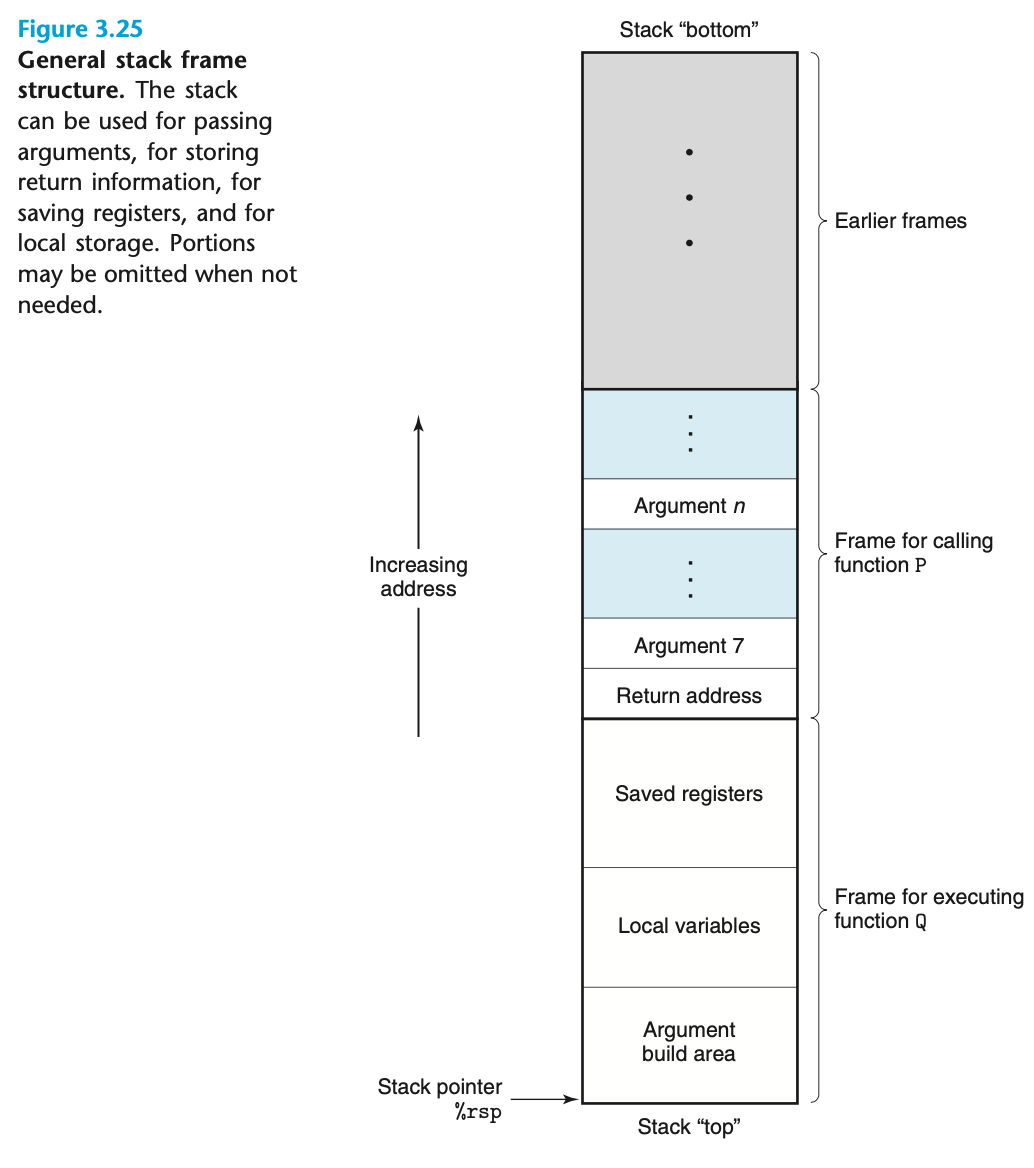 Figure 3.25
General stack frame
structure. The stack
can be used for passing
arguments, for storing
return information, for
saving registers, and for
local storage. Portions
may be omitted when not
needed.
Stack “bottom”
Earlier frames
Argument n
Increasing
address
Frame for calling
function P
Argument 7
Return address
Saved registers
Local variables
Frame for executing
function Q
Argument
build area
Stack pointer
%rsp
Stack “top”